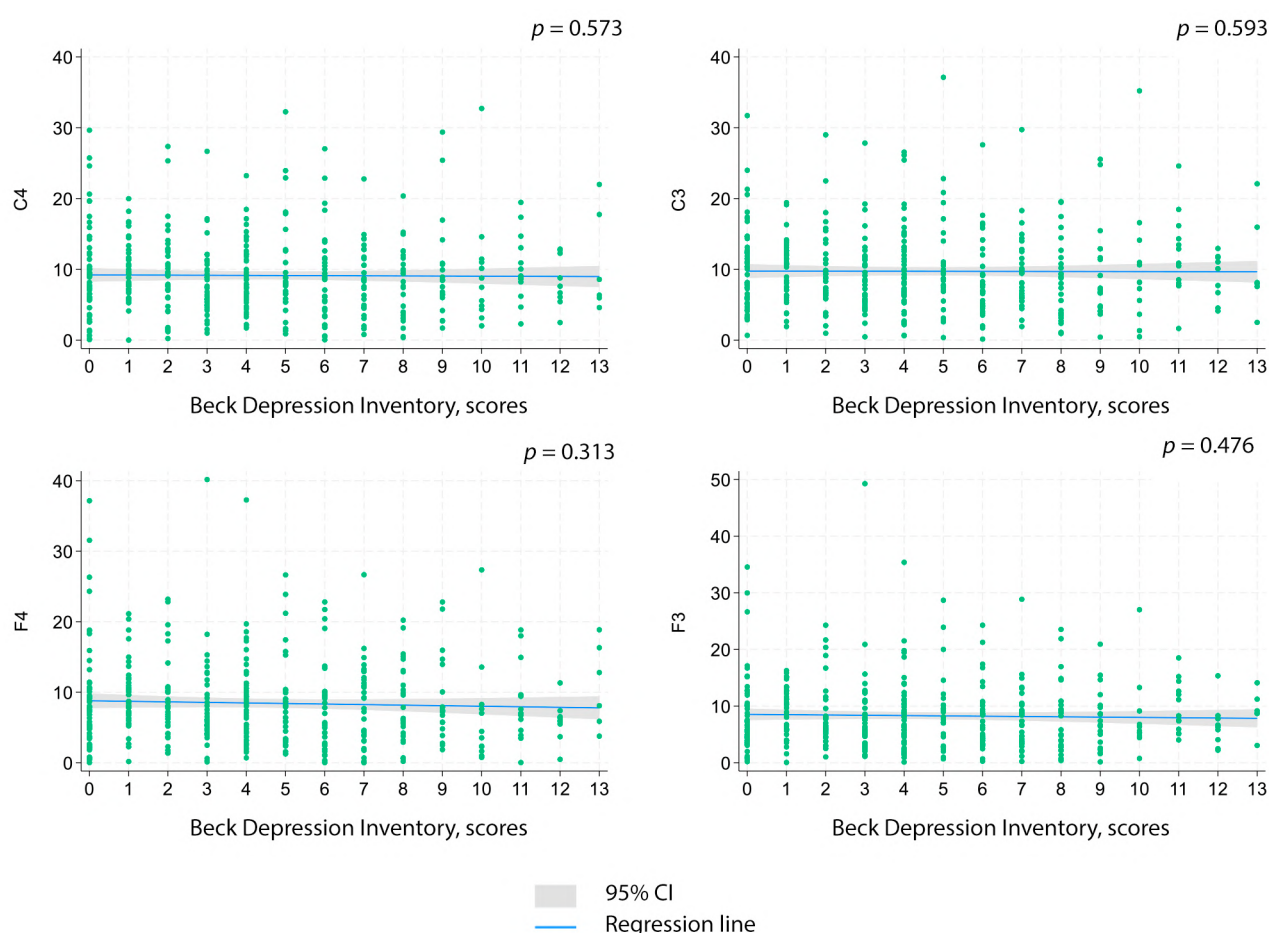 p = 0.573
C4
40
30
20
10
0
0 1 2 3 4 5 6 7 8 9 10 11 12 13
Beck Depression Inventory, scores
p = 0.593
C3
40
30
20
10
0
0 1 2 3 4 5 6 7 8 9 10 11 12 13
Beck Depression Inventory, scores
p = 0.313
F4
40
30
20
10
0
0 1 2 3 4 5 6 7 8 9 10 11 12 13
Beck Depression Inventory, scores
p = 0.476
F3
50
40
30
20
10
0
0 1 2 3 4 5 6 7 8 9 10 11 12 13
Beck Depression Inventory, scores
95% CI
Regression line